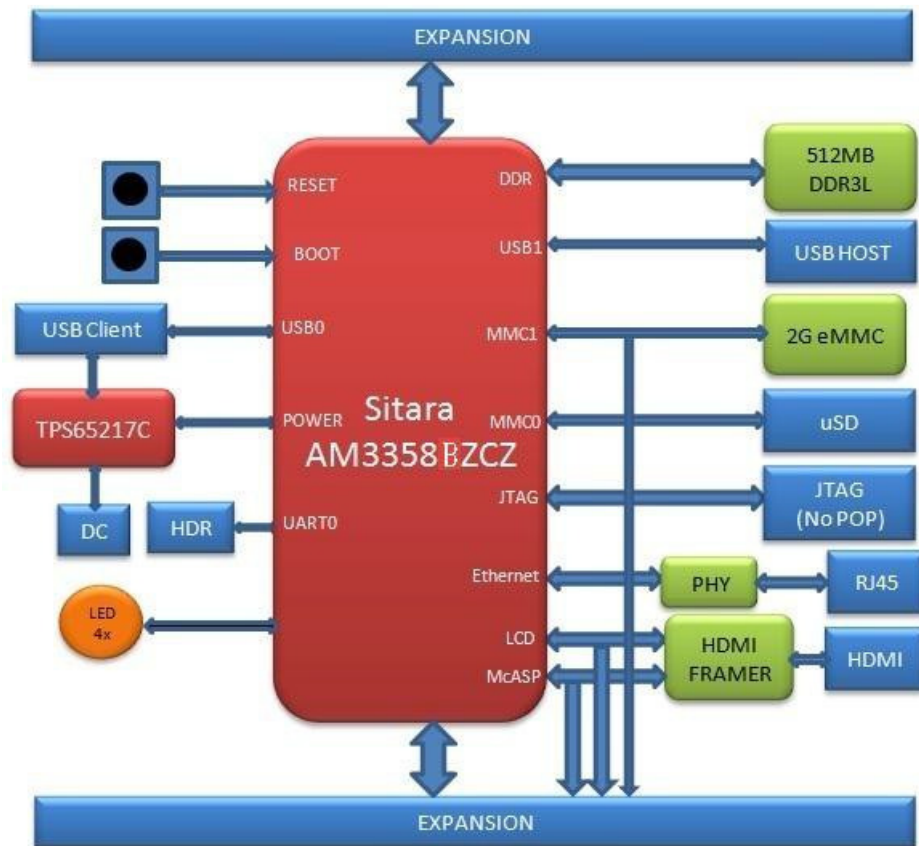 EXPANSION
RESET
BOOT
USB0
POWER
UART0
DDR
USB1
MMC1
MMC0
JTAG
Ethernet
LCD
McASP
Sitara
AM3358BZCZ
USB Client
TPS65217C
DC
HDR
LED
4x
512MB
DDR3L
USB HOST
2G eMMC
uSD
JTAG
(No POP)
PHY
RJ45
HDMI
FRAMER
HDMI
EXPANSION